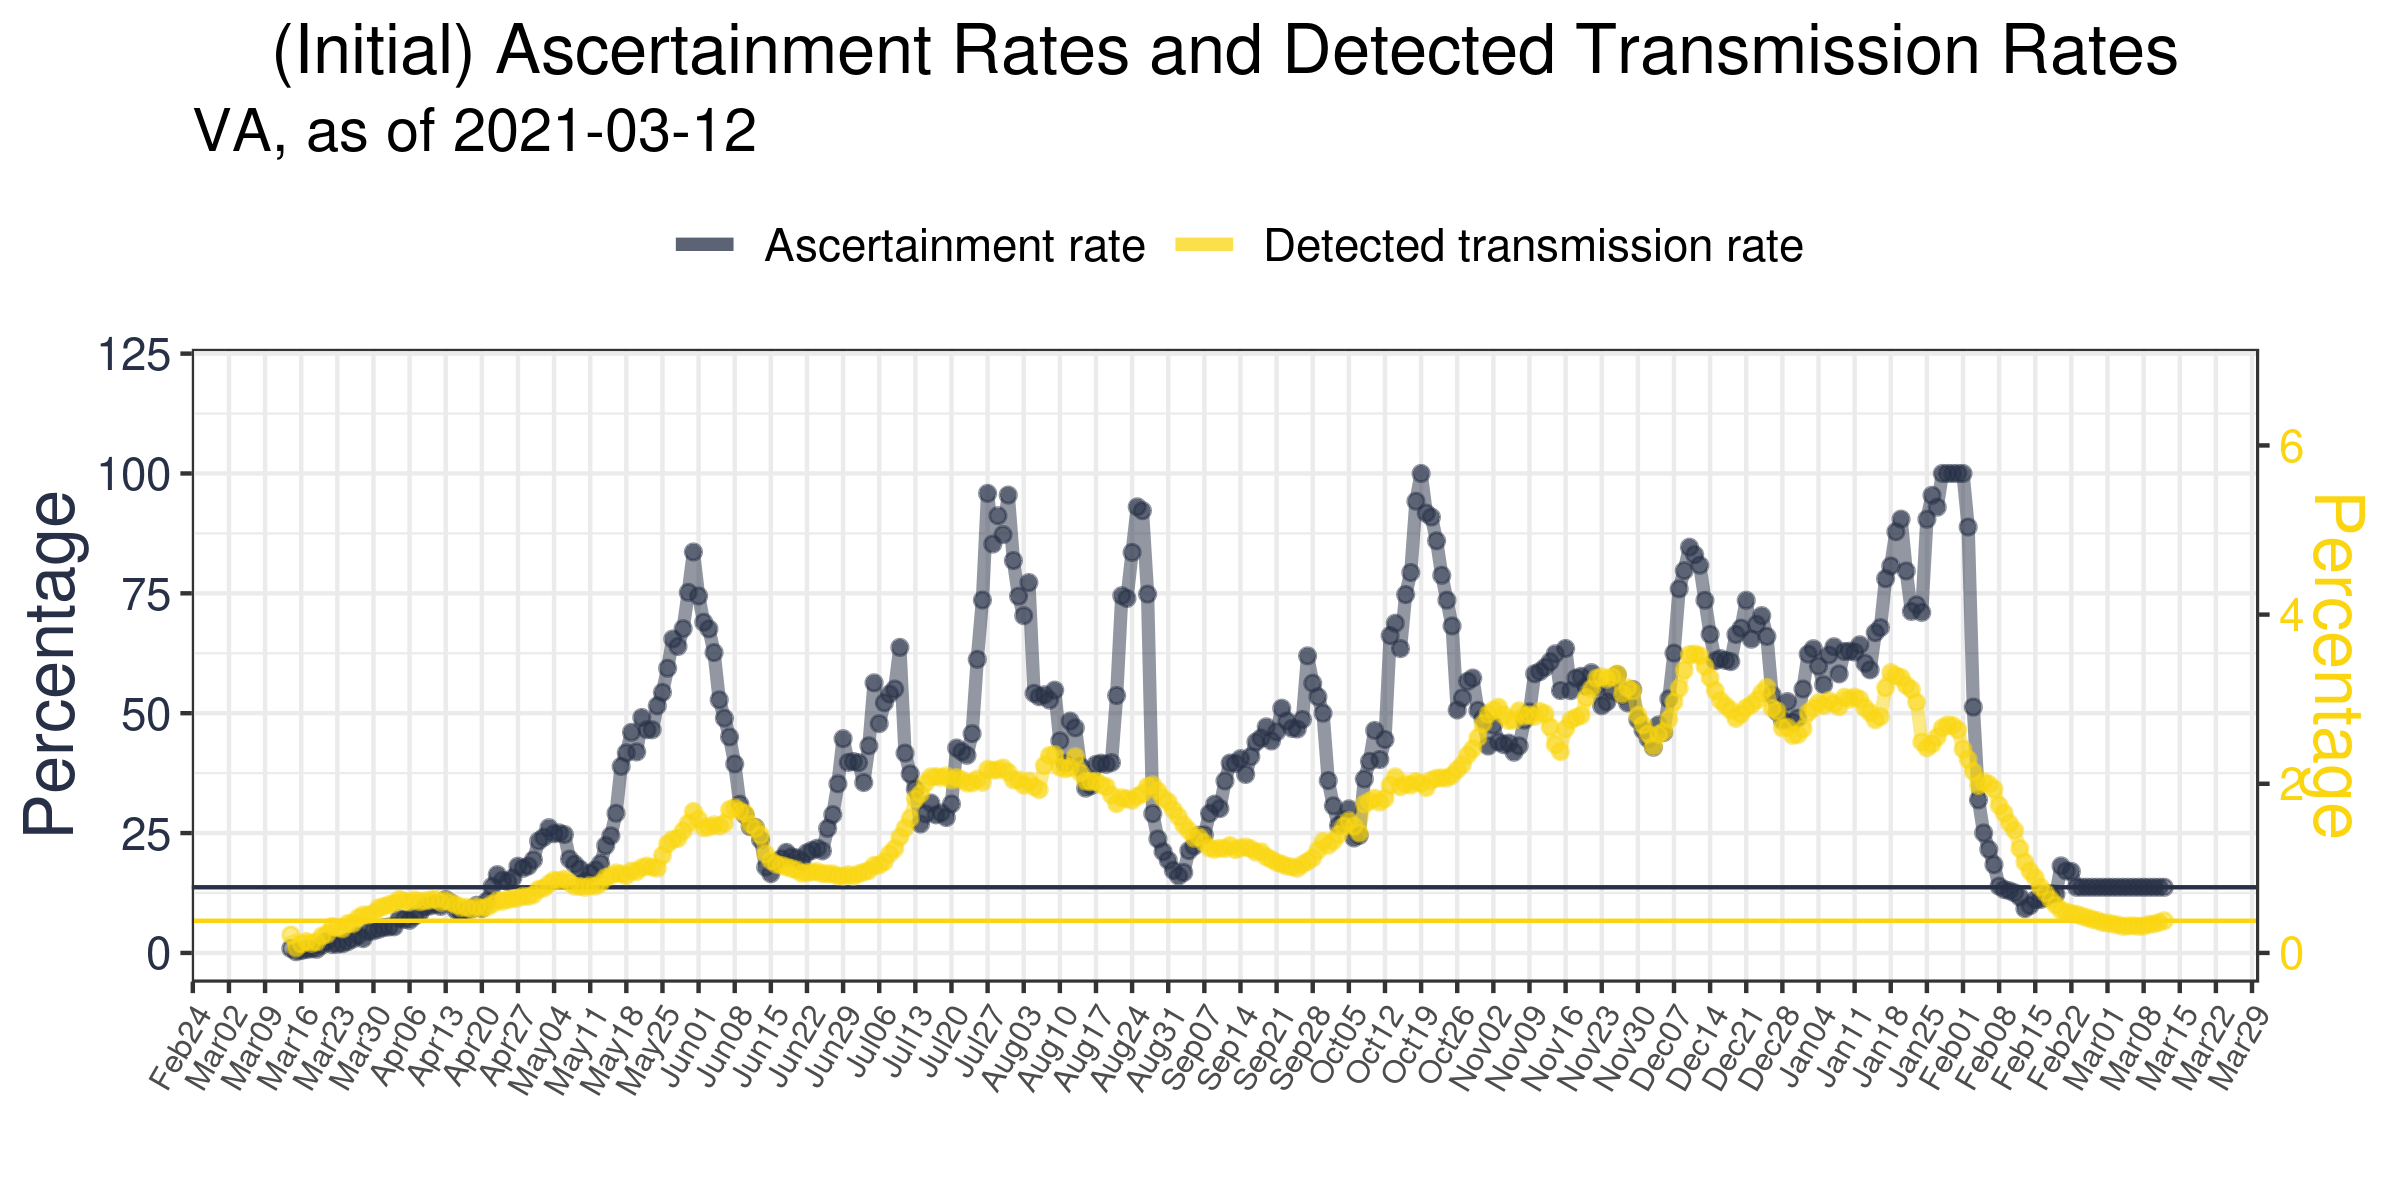 (Initial) Ascertainment Rates and Detected Transmission Rates
VA, as of 2021-03-12
Ascertainment rate Detected transmission rate
Percentage
125
100
75
50
25
0
6
4
2
0
Percentage
Feb24 Mar02 Mar09 Mar16 Mar23 Mar30 Apr06 Apr13 Apr20 Apr27 May04 May11 May18 May25 Jun01 Jun08 Jun15 Jun22 Jun29 Jul06 Jul13 Jul20 Jul27 Aug03 Aug10 Aug17 Aug24 Aug31 Sep07 Sep14 Sep21 Sep28 Oct05 Oct12 Oct19 Oct26 Nov02 Nov09 Nov16 Nov23 Nov30 Dec07 Dec14 Dec21 Dec28 Jan04 Jan11 Jan18 Jan25 Feb01 Feb08 Feb15 Feb22 Mar01 Mar08 Mar15 Mar22 Mar29